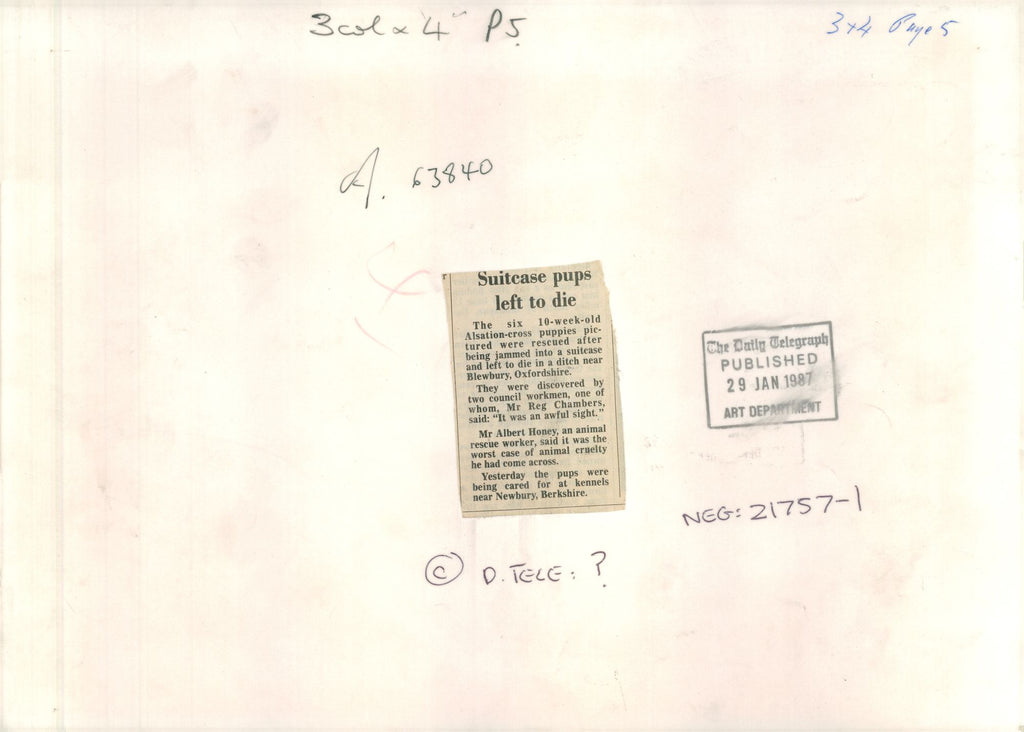 3 col x 4" P5
3x4 Page 5
63840
Suitcase pups
left to die
The six 10-week-old
Alsation-cross puppies pic-
tured were rescued after
being jammed into a suitcase
and left to die in a ditch near
Blewbury, Oxfordshire.
They were discovered by
two council workmen, one of
whom, Mr Reg Chambers,
said: “It was an awful sight.”
Mr Albert Honey, an animal
rescue worker, said it was the
worst case of animal cruelty
he had come across.
Yesterday the pups were
being cared for at kennels
near Newbury, Berkshire.
The Daily Telegraph
PUBLISHED
29 JAN 1987
ART DEPARTMENT
NEG: 21757-1
© D. TELE: ?